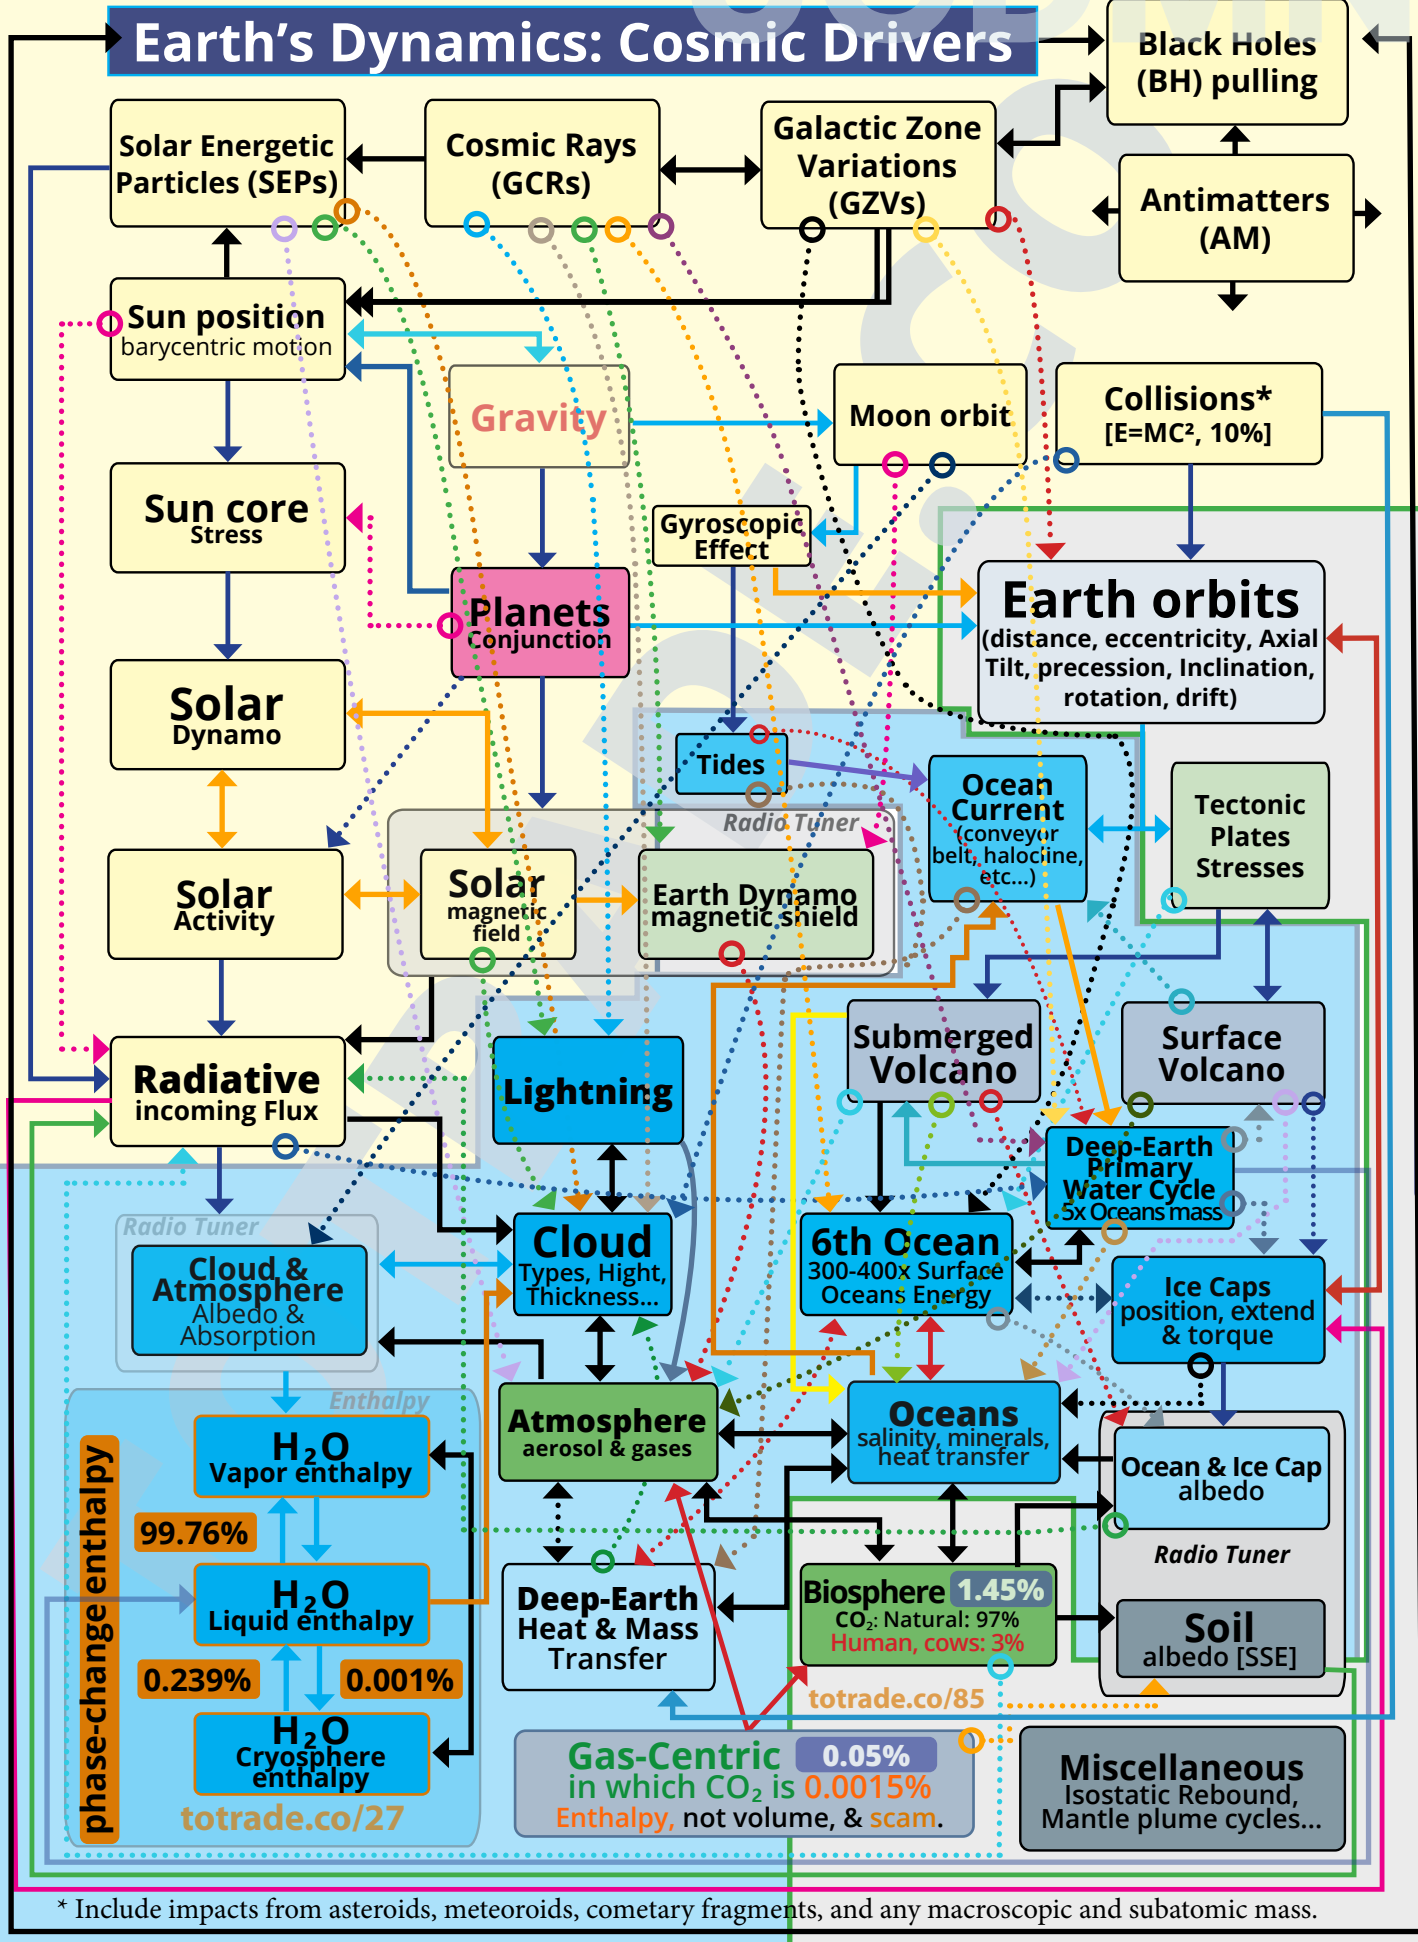 Earth's Dynamics: Cosmic Drivers
Black Holes
(BH) pulling
Solar Energetic
Particles (SEPs)
Cosmic Rays
(GCRs)
Galactic Zone
Variations
(GZVs)
Antimatters
(AM)
Sun position
barycentric motion
Gravity
Moon orbit
Collisions*
[E=MC², 10%]
Sun core
Stress
Gyroscopic
Effect
Planets
Conjunction
Earth orbits
(distance, eccentricity, Axial
Tilt, precession, Inclination,
rotation, drift)
Solar
Dynamo
Tides
Ocean
Current
(conveyor
belt, halocline,
etc...)
Tectonic
Plates
Stresses
Radio Tuner
Solar
Activity
Solar
magnetic
field
Earth Dynamo
magnetic shield
Submerged
Volcano
Surface
Volcano
Radiative
incoming Flux
Lightning
Deep-Earth
Primary
Water Cycle
5x Oceans mass
Radio Tuner
Cloud &
Atmosphere
Albedo &
Absorption
Cloud
Types, Hight,
Thickness...
6th Ocean
300-400x Surface
Oceans Energy
Ice Caps
position, extend
& torque
Enthalpy
phase-change enthalpy
H₂O
Vapor enthalpy
99.76%
H₂O
Liquid enthalpy
0.239%
0.001%
H₂O
Cryosphere
enthalpy
totrade.co/27
Atmosphere
aerosol & gases
Oceans
salinity, minerals,
heat transfer
Ocean & Ice Cap
albedo
Radio Tuner
Deep-Earth
Heat & Mass
Transfer
Biosphere 1.45%
CO₂: Natural: 97%
Human, cows: 3%
Soil
albedo [SSE]
totrade.co/85
Gas-Centric 0.05%
in which CO₂ is 0.0015%
Enthalpy, not volume, & scam.
Miscellaneous
Isostatic Rebound,
Mantle plume cycles...
* Include impacts from asteroids, meteoroids, cometary fragments, and any macroscopic and subatomic mass.